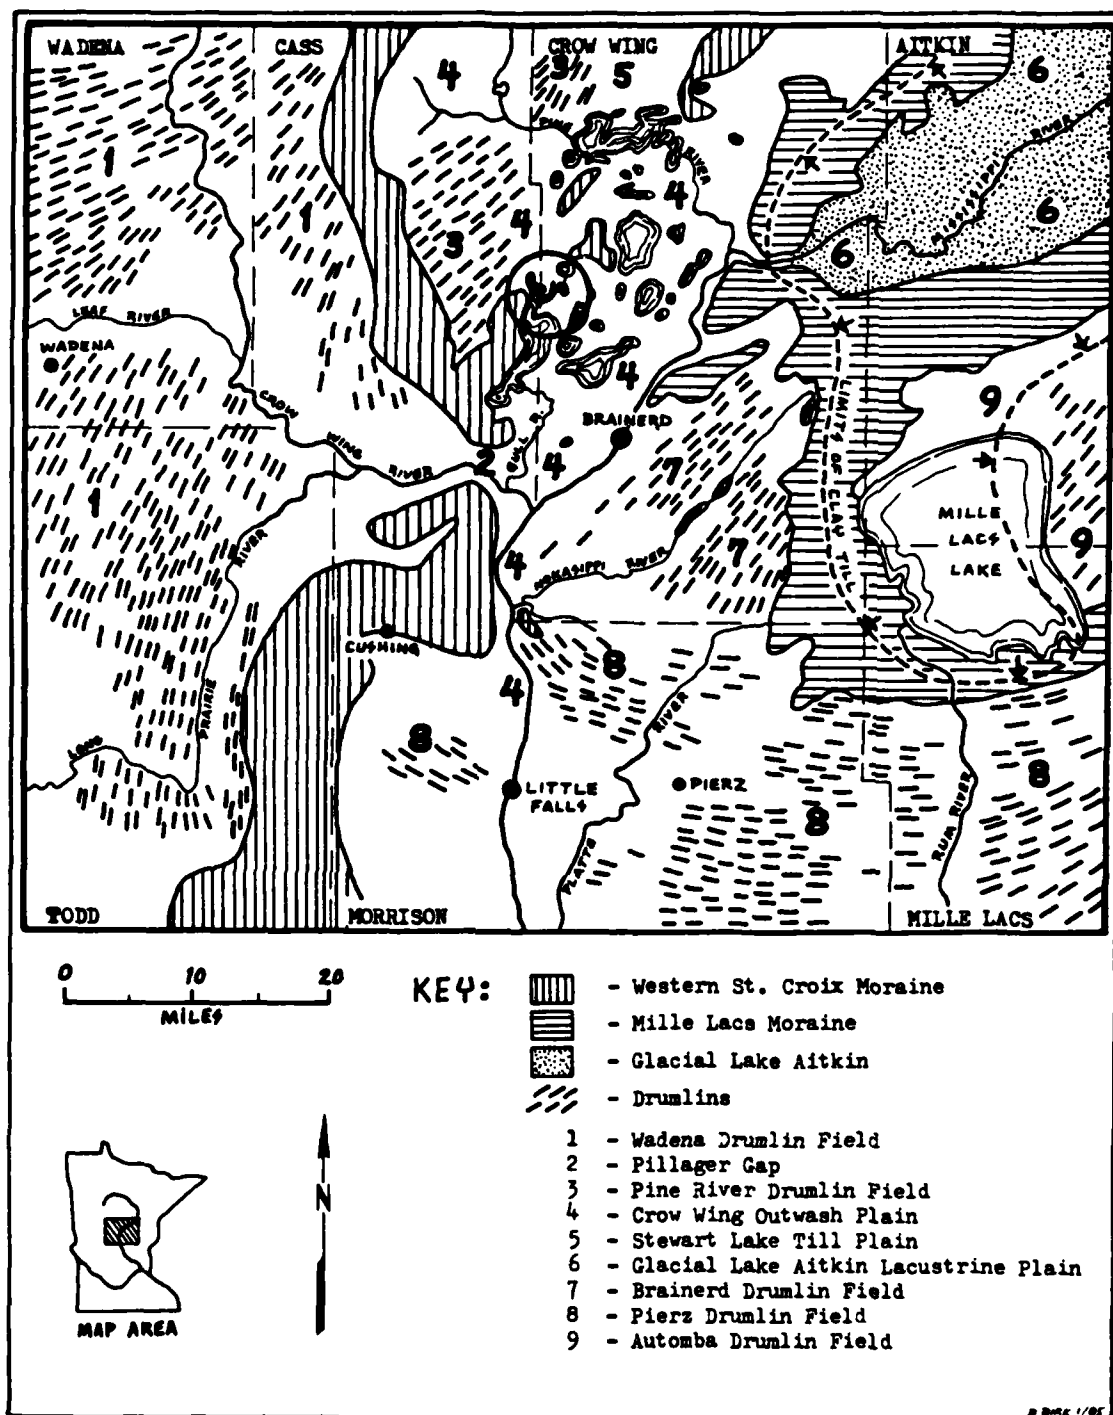 WADENA
CASS
CROW WING
AITKIN
4
3
5
6
PINE
RIVER
MISSISSIPPI
RIVER
1
1
4
4
3
6
6
LEAF RIVER
WADENA
4
9
CROW
WING
RIVER
BRAINERD
2
GULL R.
4
7
LIMITS OF CLAY TILL
MILLE
LACS
LAKE
1
RIVER
4
NOKASIPPI RIVER
7
9
CUSHING
8
4
RIVER
PRAIRIE
LONG
8
LITTLE
FALLS
PIERZ
8
8
PLATTE
RUM RIVER
TODD
MORRISON
MILLE LACS
0 10 20
MILES
KEY:
- Western St. Croix Moraine
- Mille Lacs Moraine
- Glacial Lake Aitkin
- Drumlins
1 - Wadena Drumlin Field
2 - Pillager Gap
3 - Pine River Drumlin Field
4 - Crow Wing Outwash Plain
5 - Stewart Lake Till Plain
6 - Glacial Lake Aitkin Lacustrine Plain
7 - Brainerd Drumlin Field
8 - Pierz Drumlin Field
9 - Automba Drumlin Field
N
MAP AREA